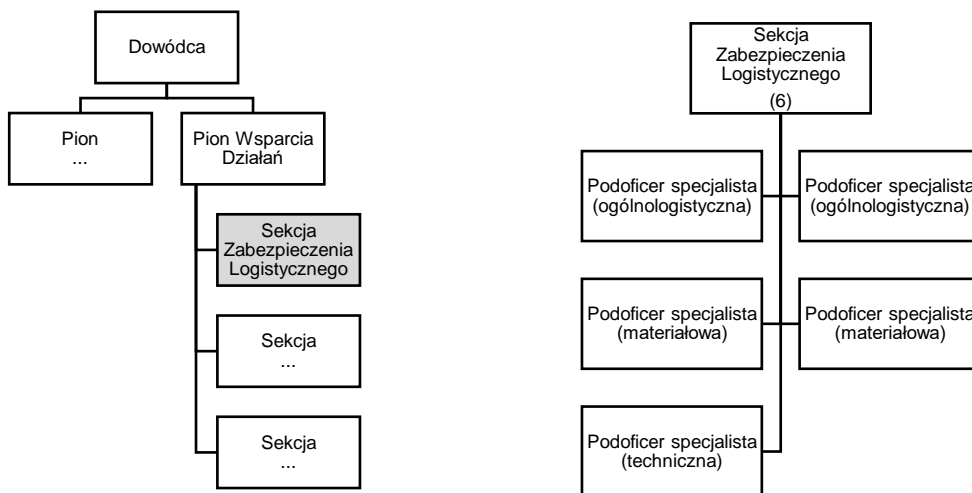 Dowódca
Pion
...
Pion Wsparcia
Działań
Sekcja
Zabezpieczenia
Logistycznego
Sekcja
...
Sekcja
...
Sekcja
Zabezpieczenia
Logistycznego
(6)
Podoficer specjalista
(ogólnologistyczna)
Podoficer specjalista
(ogólnologistyczna)
Podoficer specjalista
(materiałowa)
Podoficer specjalista
(materiałowa)
Podoficer specjalista
(techniczna)